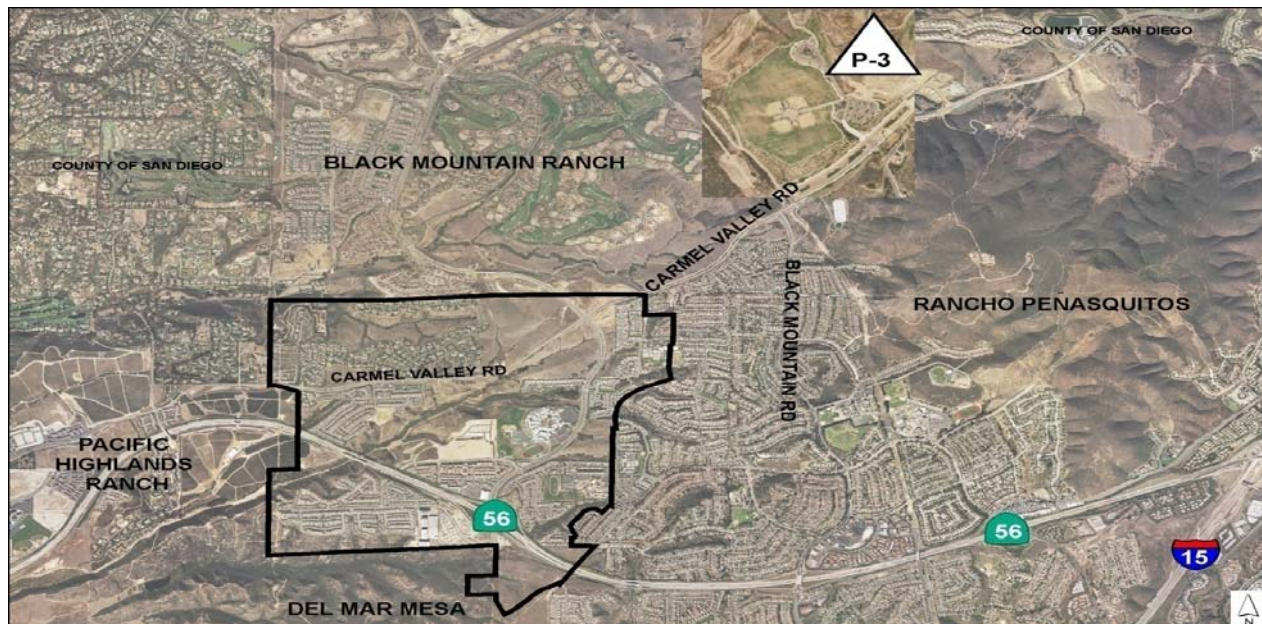 COUNTY OF SAN DIEGO
P-3
COUNTY OF SAN DIEGO
BLACK MOUNTAIN RANCH
CARMEL VALLEY RD
BLACK MOUNTAIN RD
RANCHO PEÑASQUITOS
CARMEL VALLEY RD
PACIFIC
HIGHLANDS
RANCH
56
56
15
DEL MAR MESA
N